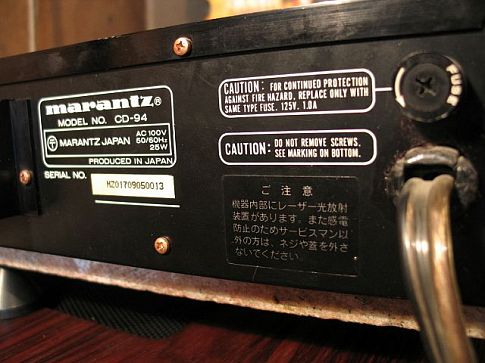 marantz®
MODEL NO. CD-94
Ⓣ MARANTZ JAPAN
AC 100V
50/60Hz
25W
PRODUCED IN JAPAN
SERIAL NO.
MZ01709050013
CAUTION: FOR CONTINUED PROTECTION
AGAINST FIRE HAZARD, REPLACE ONLY WITH
SAME TYPE FUSE. 125V. 1.0A
FUSE
CAUTION: DO NOT REMOVE SCREWS.
SEE MARKING ON BOTTOM.
ご注意
機器内部にレーザー光放射
装置があります。また感電
防止のためサービスマン以
外の方は、ネジや蓋を外さ
ないでください。